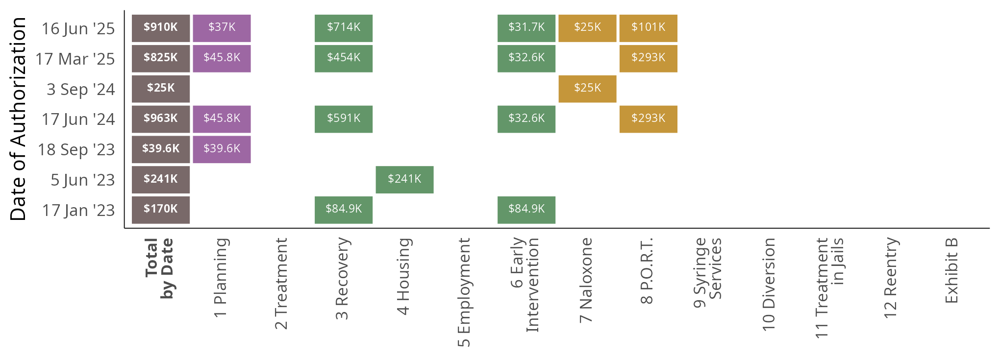 Date of Authorization
16 Jun '25 $910K $37K $714K $31.7K $25K $101K
17 Mar '25 $825K $45.8K $454K $32.6K $293K
3 Sep '24 $25K $25K
17 Jun '24 $963K $45.8K $591K $32.6K $293K
18 Sep '23 $39.6K $39.6K
5 Jun '23 $241K $241K
17 Jan '23 $170K $84.9K $84.9K
Total
by Date
1 Planning
2 Treatment
3 Recovery
4 Housing
5 Employment
6 Early
Intervention
7 Naloxone
8 P.O.R.T.
9 Syringe
Services
10 Diversion
11 Treatment
in Jails
12 Reentry
Exhibit B